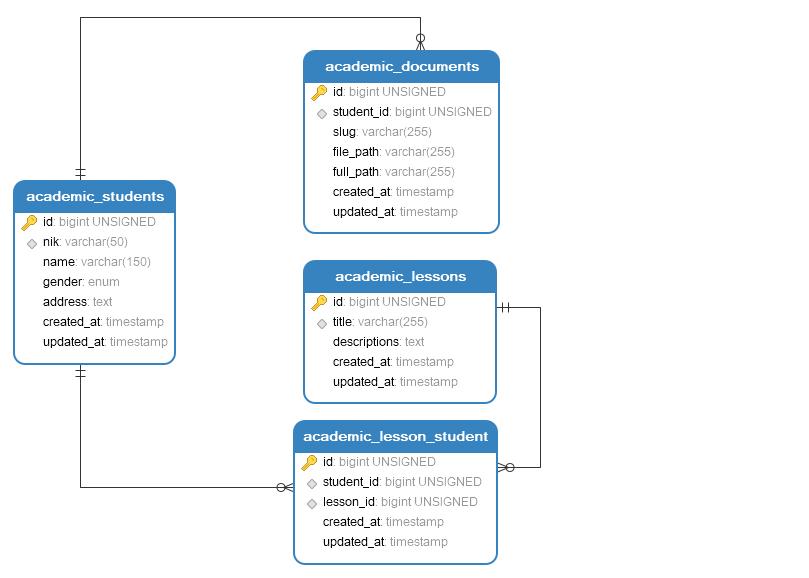 academic_documents
id: bigint UNSIGNED
student_id: bigint UNSIGNED
slug: varchar(255)
file_path: varchar(255)
full_path: varchar(255)
created_at: timestamp
updated_at: timestamp
academic_students
id: bigint UNSIGNED
nik: varchar(50)
name: varchar(150)
gender: enum
address: text
created_at: timestamp
updated_at: timestamp
academic_lessons
id: bigint UNSIGNED
title: varchar(255)
descriptions: text
created_at: timestamp
updated_at: timestamp
academic_lesson_student
id: bigint UNSIGNED
student_id: bigint UNSIGNED
lesson_id: bigint UNSIGNED
created_at: timestamp
updated_at: timestamp